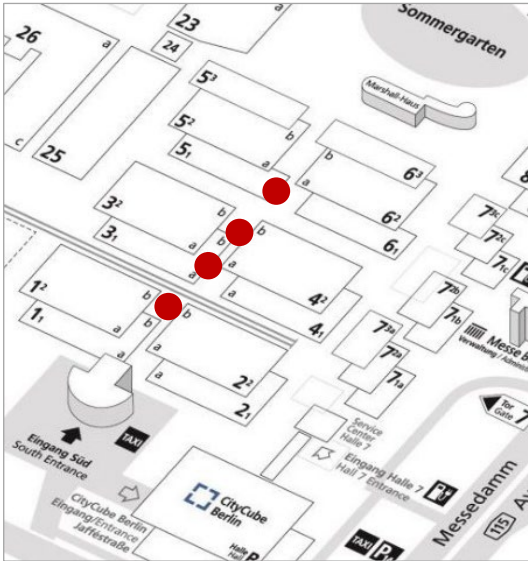 Sommergarten
23
a
24
26
a
c
25
Marshall-Haus
5³
5²
b
a
5₁
b
6³
a
6²
6₁
3²
b
3₁
a
b
a
b
a
4²
a
4₁
7³c
7²c
7₁c
7²b
7₁b
7³a
7²a
7₁a
8
1²
b
1₁
a
b
a
b
a
2²
a
2₁
Messe B
Verwaltung / Administ
Eingang Süd
South Entrance
TAXI
Service
Center
Halle 7
Eingang Halle 7
Hall 7 Entrance
Tor
Gate 7
Messedamm
115
A
CityCube Berlin
Eingang/Entrance
Jafféstraße
CityCube
Berlin
Halle
Hall
P
TAXI